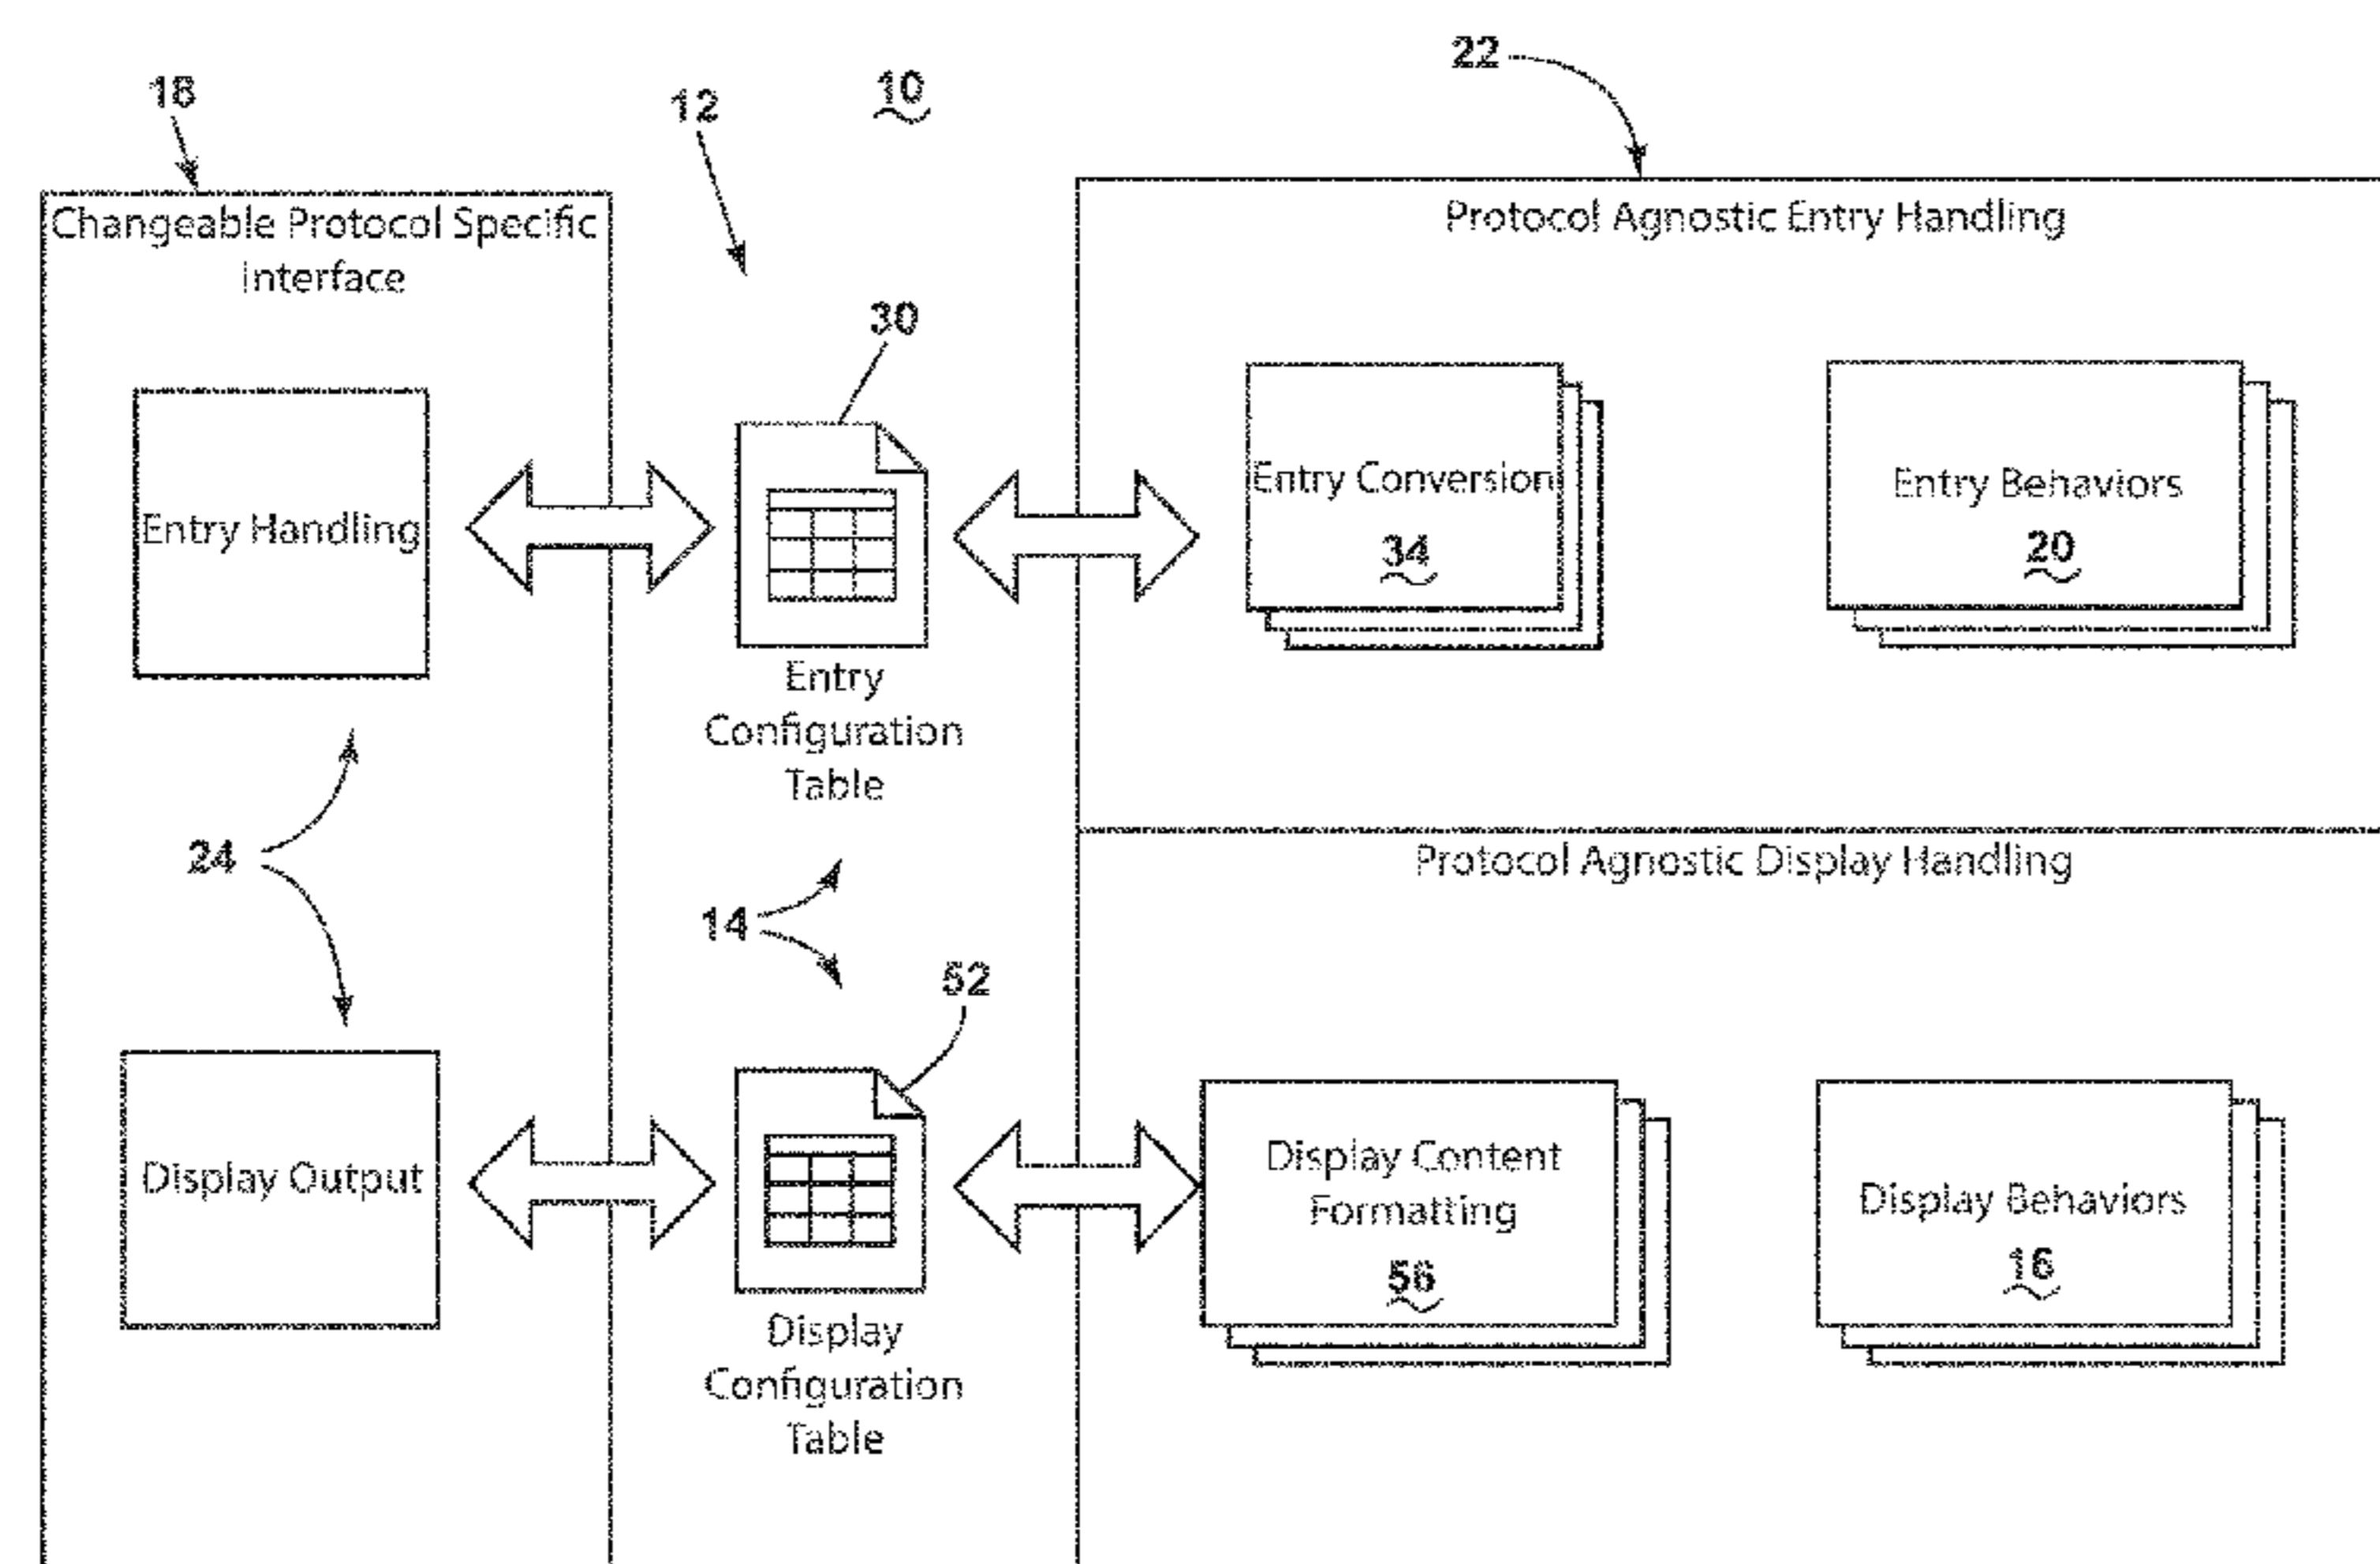 18
12
10
22
Changeable Protocol Specific
Interface
Protocol Agnostic Entry Handling
30
Entry Handling
Entry Conversion
34
Entry Behaviors
20
Entry
Configuration
Table
24
14
Protocol Agnostic Display Handling
52
Display Output
Display Content
Formatting
56
Display Behaviors
16
Display
Configuration
Table